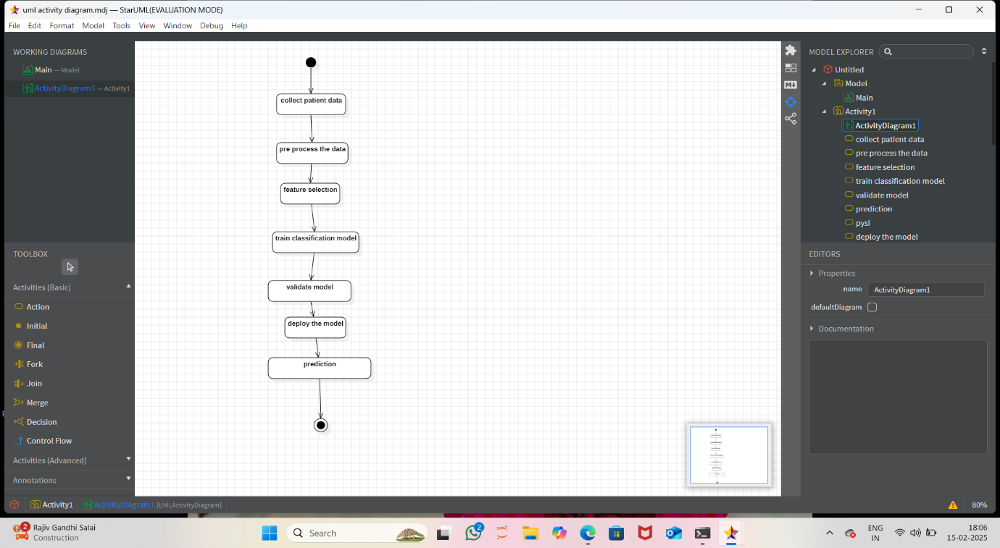 uml activity diagram.mdj — StarUML(EVALUATION MODE)
File Edit Format Model Tools View Window Debug Help
WORKING DIAGRAMS
Main — Model
ActivityDiagram1 — Activity1
TOOLBOX
Activities (Basic)
Action
Initial
Final
Fork
Join
Merge
Decision
Control Flow
Activities (Advanced)
Annotations
collect patient data
pre process the data
feature selection
train classification model
validate model
deploy the model
prediction
MODEL EXPLORER
Untitled
Model
Main
Activity1
ActivityDiagram1
collect patient data
pre process the data
feature selection
train classification model
validate model
prediction
pysi
deploy the model
EDITORS
Properties
name ActivityDiagram1
defaultDiagram
Documentation
Activity1 ActivityDiagram1 [UMLActivityDiagram]
80%
2
Rajiv Gandhi Salai
Construction
Search
2
ENG
IN
18:06
15-02-2025